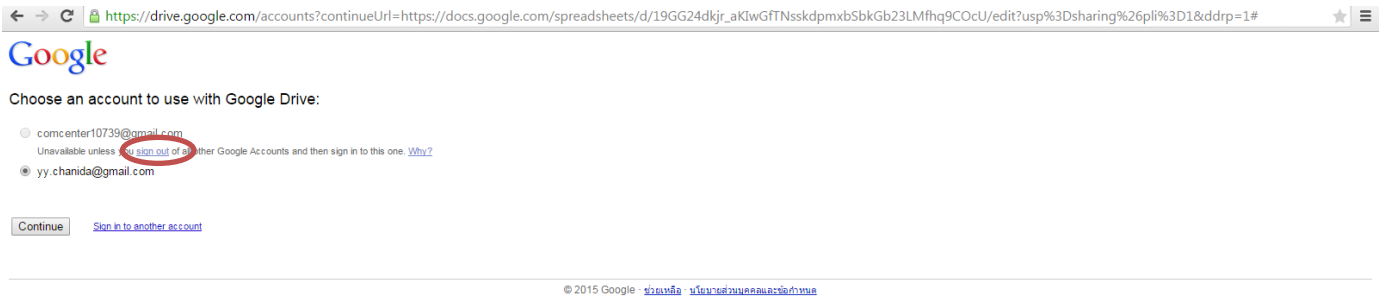 https://drive.google.com/accounts?continueUrl=https://docs.google.com/spreadsheets/d/19GG24dkjr_aKIwGfTNsskdpmxbSbkGb23LMfhq9COcU/edit?usp%3Dsharing%26pli%3D1&ddrp=1#
Google
Choose an account to use with Google Drive:
comcenter10739@gmail.com
Unavailable unless you sign out of all other Google Accounts and then sign in to this one. Why?
yy.chanida@gmail.com
Continue Sign in to another account
© 2015 Google · ช่วยเหลือ · นโยบายส่วนบุคคลและข้อกำหนด